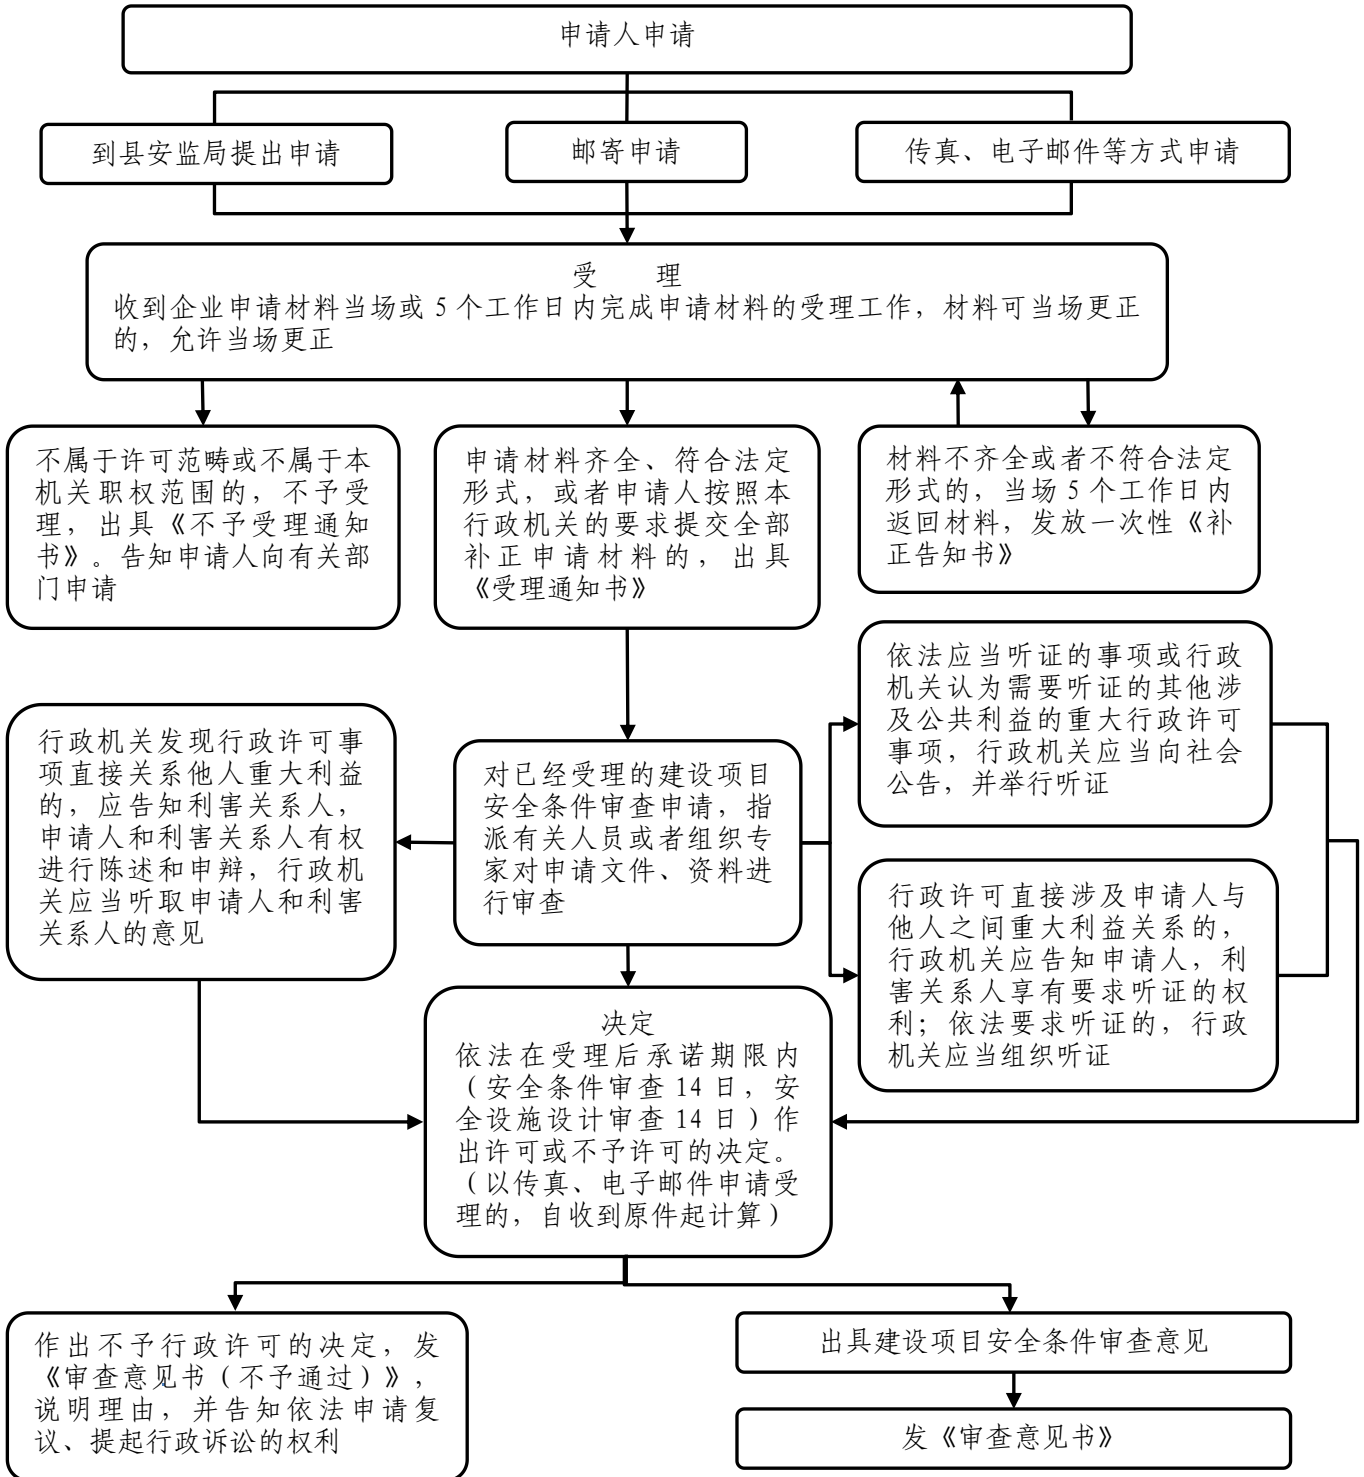 申请人申请
到县安监局提出申请
邮寄申请
传真、电子邮件等方式申请
受 理
收到企业申请材料当场或 5 个工作日内完成申请材料的受理工作，材料可当场更正
的，允许当场更正
不属于许可范畴或不属于本
机关职权范围的，不予受
理，出具《不予受理通知
书》。告知申请人向有关部
门申请
申请材料齐全、符合法定
形式，或者申请人按照本
行政机关的要求提交全部
补正申请材料的，出具
《受理通知书》
材料不齐全或者不符合法定
形式的，当场 5 个工作日内
返回材料，发放一次性《补
正告知书》
依法应当听证的事项或行政
机关认为需要听证的其他涉
及公共利益的重大行政许可
事项，行政机关应当向社会
公告，并举行听证
行政机关发现行政许可事
项直接关系他人重大利益
的，应告知利害关系人，
申请人和利害关系人有权
进行陈述和申辩，行政机
关应当听取申请人和利害
关系人的意见
对已经受理的建设项目
安全条件审查申请，指
派有关人员或者组织专
家对申请文件、资料进
行审查
行政许可直接涉及申请人与
他人之间重大利益关系的，
行政机关应告知申请人，利
害关系人享有要求听证的权
利；依法要求听证的，行政
机关应当组织听证
决定
依法在受理后承诺期限内
（安全条件审查 14 日，安
全设施设计审查 14 日）作
出许可或不予许可的决定。
（以传真、电子邮件申请受
理的，自收到原件起计算）
作出不予行政许可的决定，发
《审查意见书（不予通过）》，
说明理由，并告知依法申请复
议、提起行政诉讼的权利
出具建设项目安全条件审查意见
发《审查意见书》